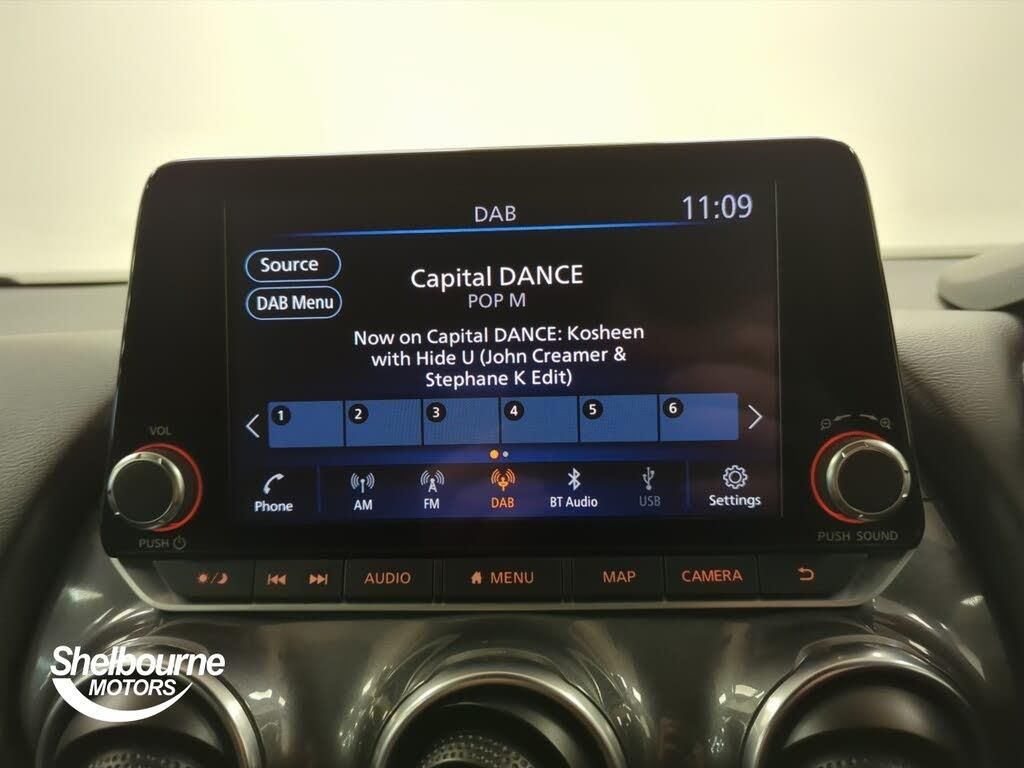 DAB
11:09
Source
Capital DANCE
DAB Menu
POP M
Now on Capital DANCE: Kosheen
with Hide U (John Creamer &
Stephane K Edit)
1 2 3 4 5 6
VOL
Phone AM FM DAB BT Audio USB Settings
PUSH
PUSH SOUND
AUDIO MENU MAP CAMERA
Shelbourne
MOTORS